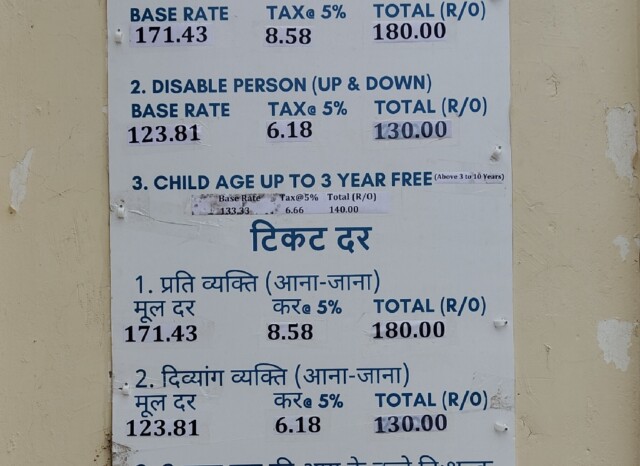 BASE RATE TAX@ 5% TOTAL (R/O)
171.43 8.58 180.00
2. DISABLE PERSON (UP & DOWN)
BASE RATE TAX@ 5% TOTAL (R/O)
123.81 6.18 130.00
3. CHILD AGE UP TO 3 YEAR FREE (Above 3 to 10 Years)
Base Rate Tax@5% Total (R/O)
133.33 6.66 140.00
टिकट दर
1. प्रति व्यक्ति (आना-जाना)
मूल दर कर@ 5% TOTAL (R/O)
171.43 8.58 180.00
2. दिव्यांग व्यक्ति (आना-जाना)
मूल दर कर@ 5% TOTAL (R/O)
123.81 6.18 130.00